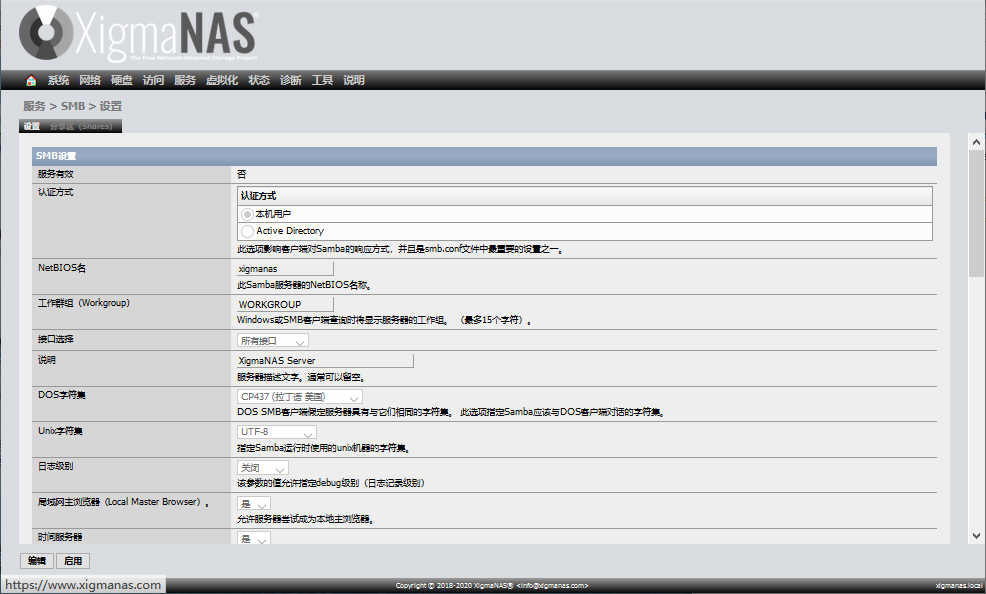 XigmaNAS®
The Free Network Attached Storage Project
系统 网络 硬盘 访问 服务 虚拟化 状态 诊断 工具 说明
服务 > SMB > 设置
设置 分享区 (Shares)
SMB设置
服务有效 否
认证方式 认证方式
本机用户
Active Directory
此选项影响客户端对Samba的响应方式，并且是smb.conf文件中最重要的设置之一。
NetBIOS名 xigmanas
此Samba服务器的NetBIOS名称。
工作群组（Workgroup) WORKGROUP
Windows或SMB客户端查询时将显示服务器的工作组。（最多15个字符）。
接口选择 所有接口
说明 XigmaNAS Server
服务器描述文字。通常可以留空。
DOS字符集 CP437 (拉丁语 美国)
DOS SMB客户端假定服务器具有与它们相同的字符集。 此选项指定Samba应该与DOS客户端对话的字符集。
Unix字符集 UTF-8
指定Samba运行时使用的unix机器的字符集。
日志级别 关闭
该参数的值允许指定debug级别（日志记录级别）
局域网主浏览器（Local Master Browser）。 是
允许服务器尝试成为本地主浏览器。
时间服务器 是
编辑 启用
https://www.xigmanas.com
Copyright © 2018-2020 XigmaNAS® <info@xigmanas.com>
xigmanas.local